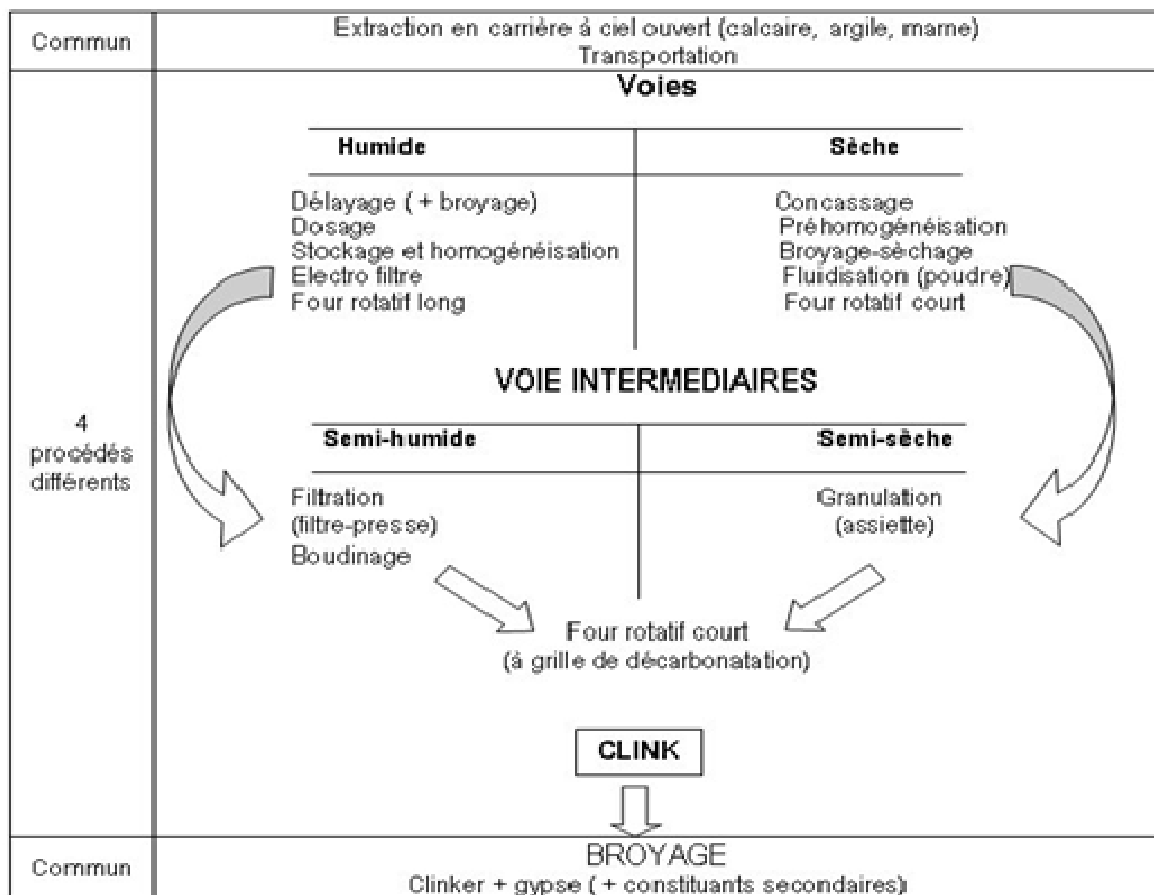 Commun
Extraction en carrière à ciel ouvert (calcaire, argile, marne)
Transportation
Voies
Humide
Sèche
Délayage ( + broyage)
Dosage
Stockage et homogénéisation
Electro filtre
Four rotatif long
Concassage
Préhomogénéisation
Broyage-sèchage
Fluidisation (poudre)
Four rotatif court
VOIE INTERMEDIAIRES
4
procédés
différents
Semi-humide
Semi-sèche
Filtration
(filtre-presse)
Boudinage
Granulation
(assiette)
Four rotatif court
(à grille de décarbonatation)
CLINK
Commun
BROYAGE
Clinker + gypse ( + constituants secondaires)